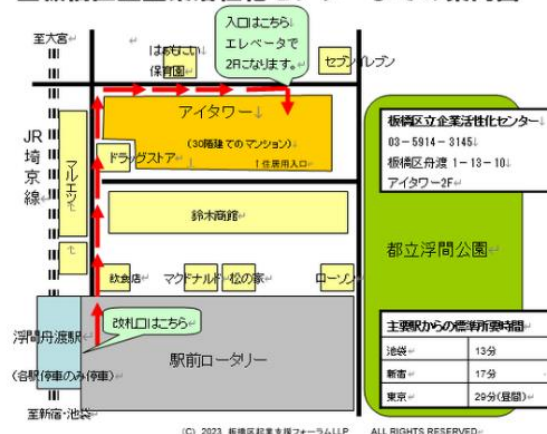 至大宮
はぁもにい
保育園
入口はこちら↓
エレベータで
2Fになります。
セブンイレブン
アイタワー↓
(30階建てのマンション)
↑住居用入口
ドラッグストア
JR
埼
京
線
マルエツ
鈴木商館
飲食店
マクドナルド
松の家
ローソン
浮間舟渡駅
(各駅停車のみ停車)
改札口はこちら
駅前ロータリー
至新宿・池袋
板橋区立企業活性化センター
03-5914-3145↓
板橋区舟渡 1-13-10↓
アイタワー2F
都立浮間公園
主要駅からの標準所要時間
池袋 13分
新宿 17分
東京 29分(昼間)
(C) 2023 板橋区起業支援フォーラムLLP ALL RIGHTS RESERVED